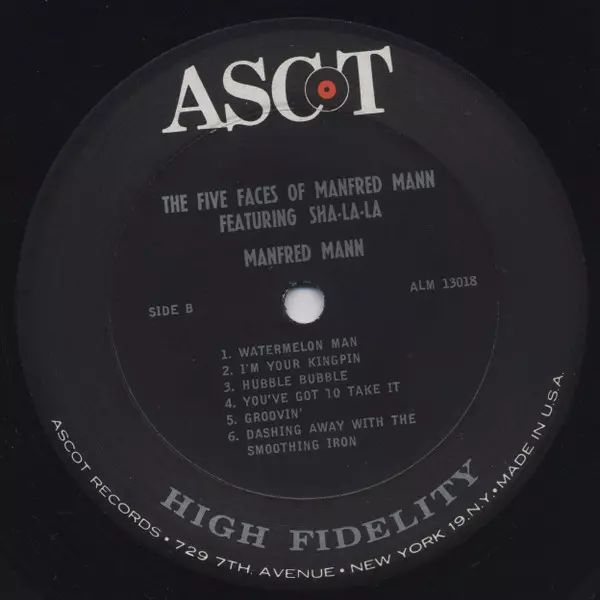 ASCOT
THE FIVE FACES OF MANFRED MANN
FEATURING SHA-LA-LA
MANFRED MANN
SIDE B
ALM 13018
1. WATERMELON MAN
2. I'M YOUR KINGPIN
3. HUBBLE BUBBLE
4. YOU'VE GOT TO TAKE IT
5. GROOVIN'
6. DASHING AWAY WITH THE
SMOOTHING IRON
HIGH FIDELITY
ASCOT RECORDS • 729 7TH. AVENUE • NEW YORK 19, N.Y. • MADE IN U.S.A.